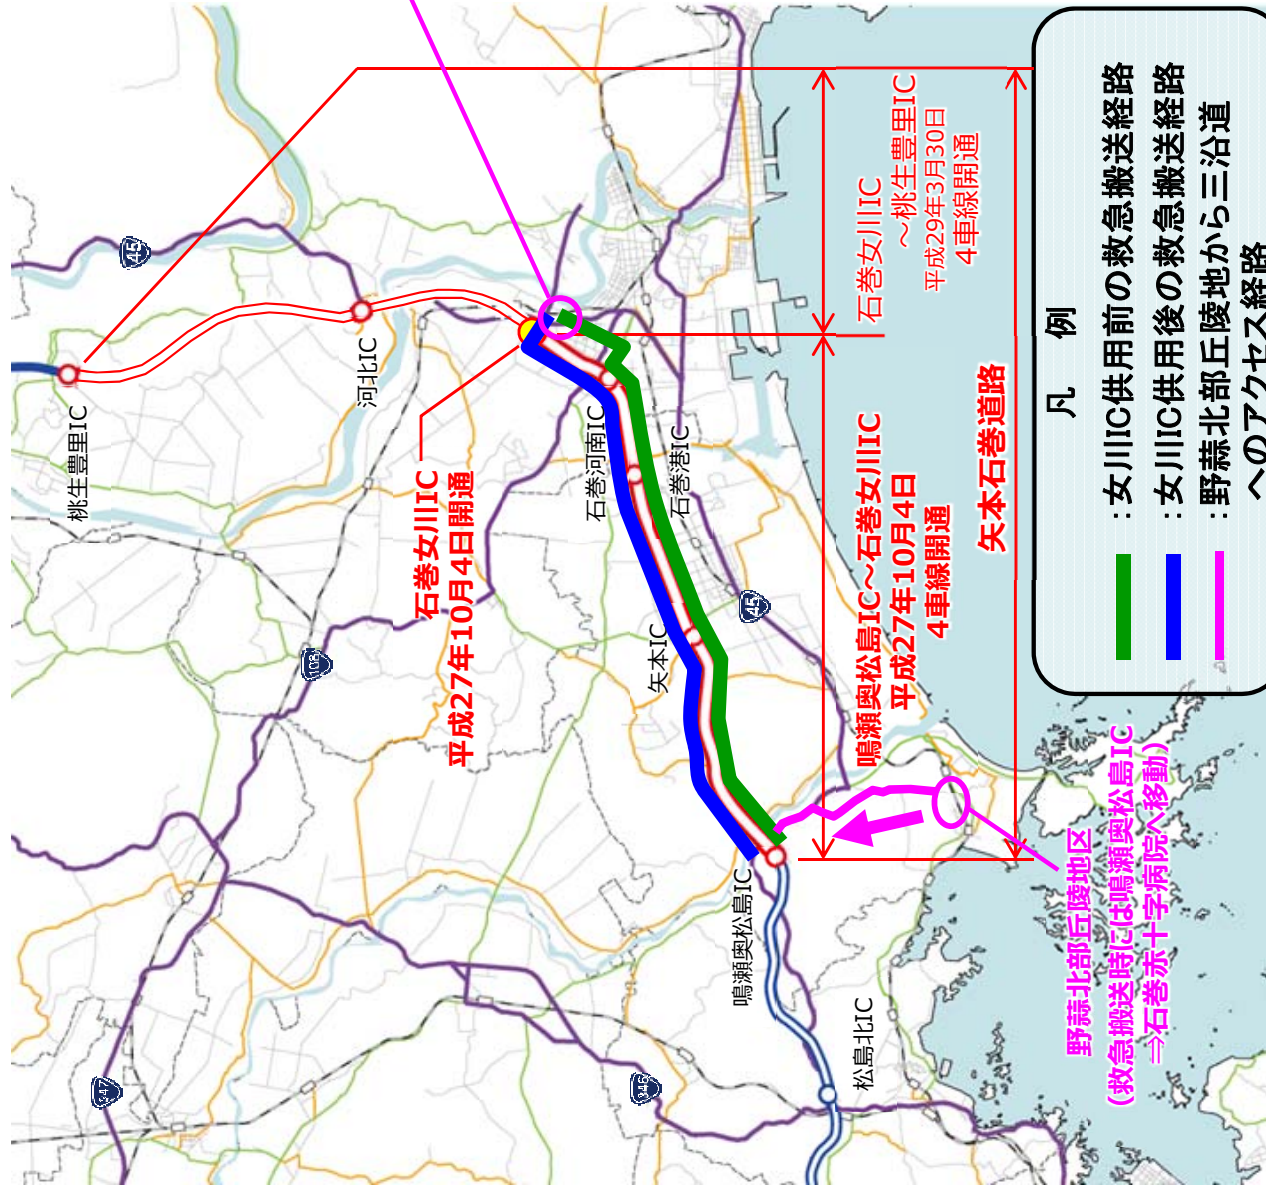 45
桃生豊里IC
河北IC
石巻女川IC
平成27年10月4日開通
108
石巻河南IC
石巻港IC
矢本IC
45
鳴瀬奥松島IC
松島北IC
347
346
石巻女川IC
～桃生豊里IC
平成29年3月30日
4車線開通
鳴瀬奥松島IC～石巻女川IC
平成27年10月4日
4車線開通
矢本石巻道路
野蒜北部丘陵地区
(救急搬送時には鳴瀬奥松島IC
⇒石巻赤十字病院へ移動)
凡　例
：女川IC供用前の救急搬送経路
：女川IC供用後の救急搬送経路
：野蒜北部丘陵地から三沿道
へのアクセス経路